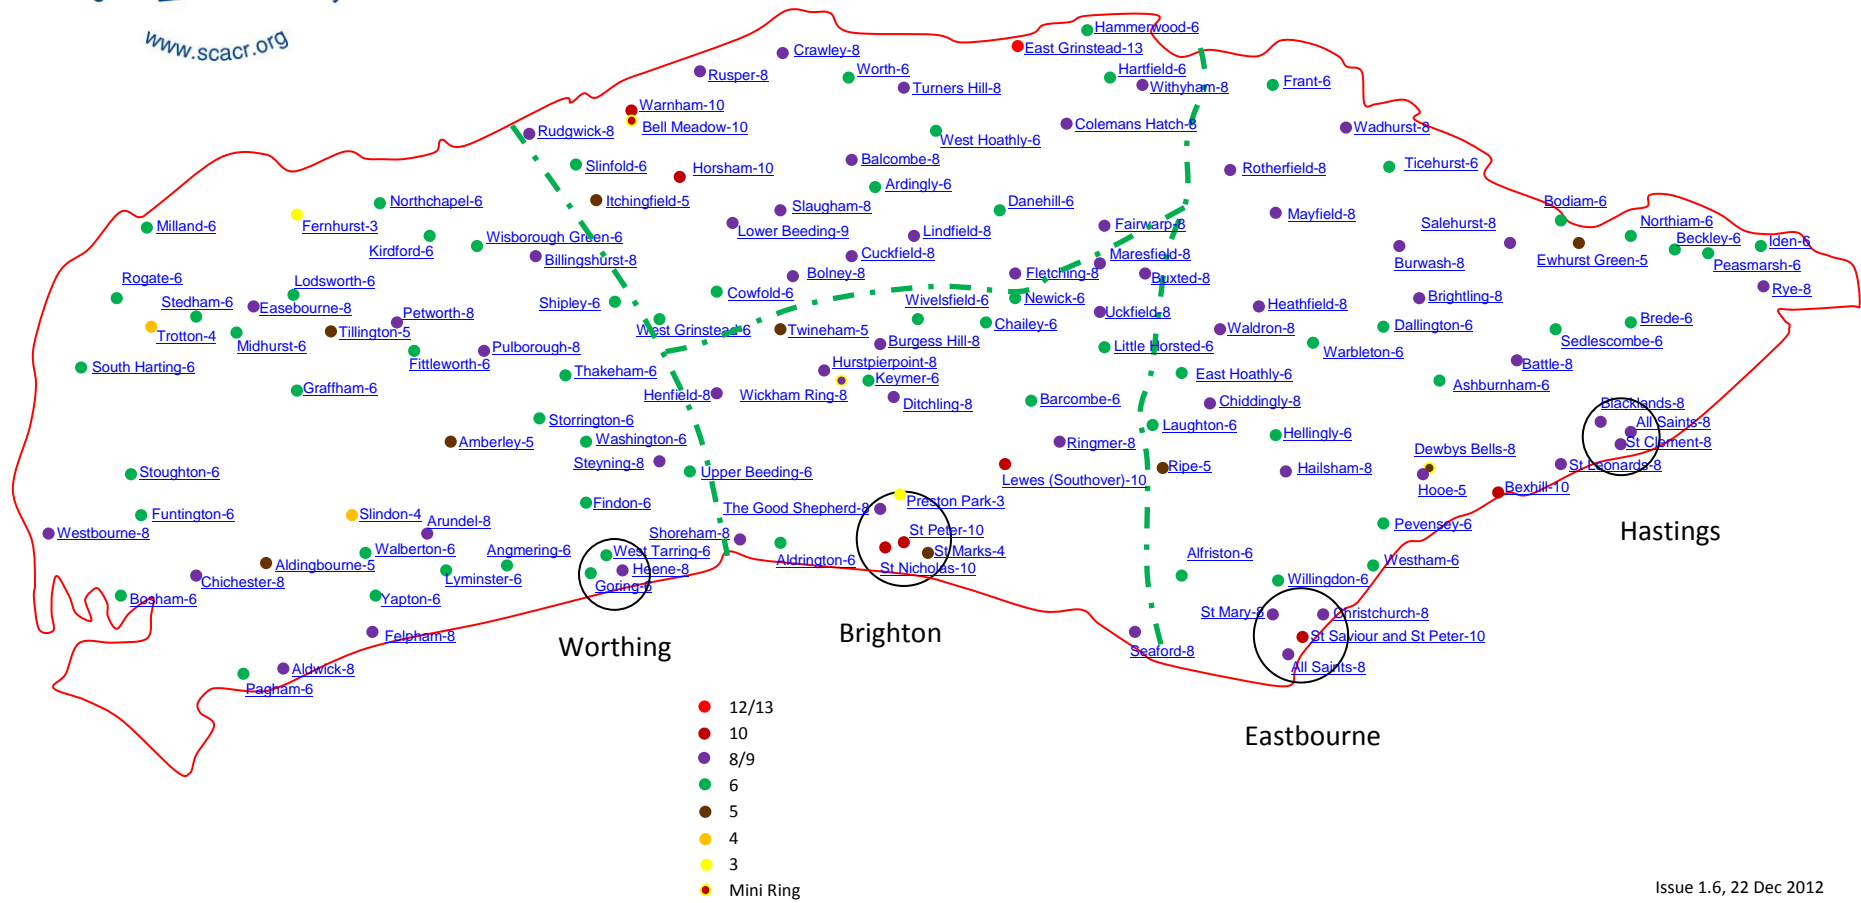 www.scacr.org
Hammerwood-6
East Grinstead-13
Crawley-8
Rusper-8
Worth-6
Turners Hill-8
Hartfield-6
Withyham-8
Frant-6
Warnham-10
Bell Meadow-10
Rudgwick-8
West Hoathly-6
Colemans Hatch-8
Wadhurst-8
Slinfold-6
Horsham-10
Balcombe-8
Ardingly-6
Rotherfield-8
Ticehurst-6
Northchapel-6
Itchingfield-5
Slaugham-8
Danehill-6
Mayfield-8
Bodiam-6
Milland-6
Fernhurst-3
Kirdford-6
Wisborough Green-6
Billingshurst-8
Lower Beeding-9
Lindfield-8
Fairwarp-8
Salehurst-8
Northiam-6
Beckley-6
Iden-6
Cuckfield-8
Maresfield-8
Burwash-8
Ewhurst Green-5
Peasmarsh-6
Rogate-6
Lodsworth-6
Bolney-8
Fletching-8
Buxted-8
Rye-8
Stedham-6
Easebourne-8
Petworth-8
Shipley-6
Cowfold-6
Wivelsfield-6
Newick-6
Uckfield-8
Heathfield-8
Brightling-8
Trotton-4
Midhurst-6
Tillington-5
West Grinstead-6
Twineham-5
Chailey-6
Waldron-8
Dallington-6
Brede-6
Sedlescombe-6
Burgess Hill-8
Little Horsted-6
Warbleton-6
South Harting-6
Fittleworth-6
Pulborough-8
Battle-8
Graffham-6
Thakeham-6
Hurstpierpoint-8
Keymer-6
East Hoathly-6
Ashburnham-6
Henfield-8
Wickham Ring-8
Ditchling-8
Barcombe-6
Chiddingly-8
Blacklands-8
Storrington-6
Laughton-6
All Saints-8
Amberley-5
Washington-6
Ringmer-8
Hellingly-6
St Clement-8
Steyning-8
Dewbys Bells-8
St Leonards-8
Stoughton-6
Upper Beeding-6
Lewes (Southover)-10
Ripe-5
Hailsham-8
Hooe-5
Bexhill-10
Findon-6
The Good Shepherd-8
Preston Park-3
Funtington-6
Slindon-4
Arundel-8
Pevensey-6
Hastings
Westbourne-8
Shoreham-8
St Peter-10
Walberton-6
Angmering-6
West Tarring-6
Aldrington-6
St Marks-4
Alfriston-6
Aldingbourne-5
Lyminster-6
Heene-8
St Nicholas-10
Westham-6
Chichester-8
Goring-6
Willingdon-6
Bosham-6
Yapton-6
St Mary-8
Christchurch-8
Felpham-8
Worthing
Brighton
Seaford-8
St Saviour and St Peter-10
Aldwick-8
All Saints-8
Pagham-6
Eastbourne
12/13
10
8/9
6
5
4
3
Mini Ring
Issue 1.6, 22 Dec 2012